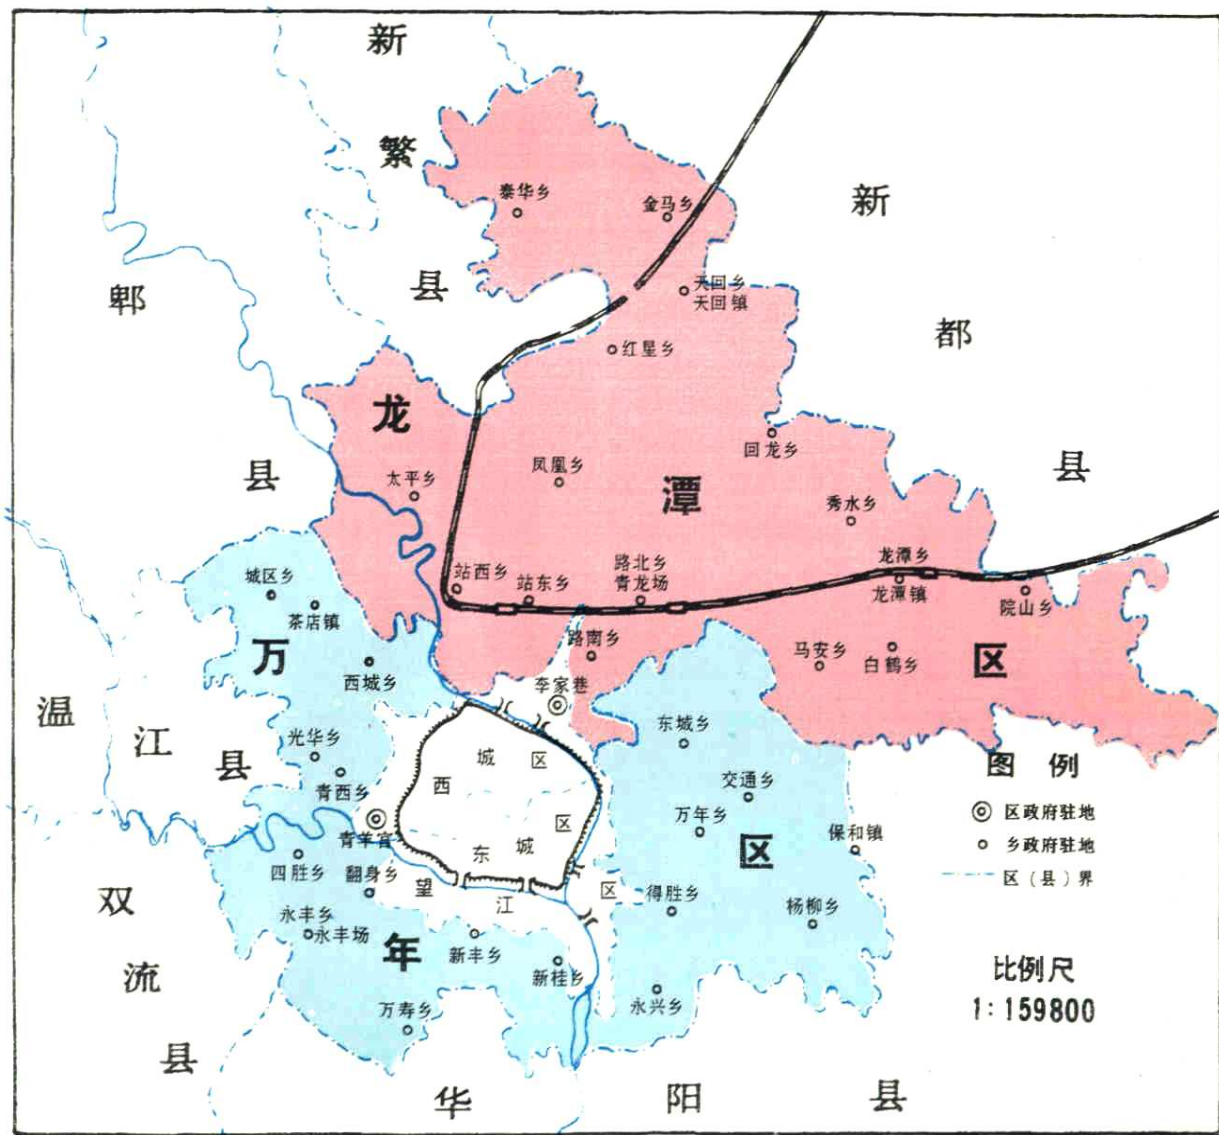 新
繁
县
新
都
县
郫
县
温
江
县
双
流
县
华
阳
县
龙
潭
区
万
年
区
泰华乡
金马乡
天回乡
天回镇
红星乡
回龙乡
凤凰乡
太平乡
秀水乡
站西乡
站东乡
路北乡
青龙场
龙潭乡
龙潭镇
院山乡
路南乡
马安乡
白鹤乡
李家巷
城区乡
茶店镇
西城乡
光华乡
青西乡
青羊宫
西
城
区
东
城
区
望
江
区
东城乡
交通乡
万年乡
保和镇
得胜乡
杨柳乡
永兴乡
四胜乡
翻身乡
永丰乡
永丰场
新丰乡
新桂乡
万寿乡
图例
区政府驻地
乡政府驻地
区(县)界
比例尺
1:159800